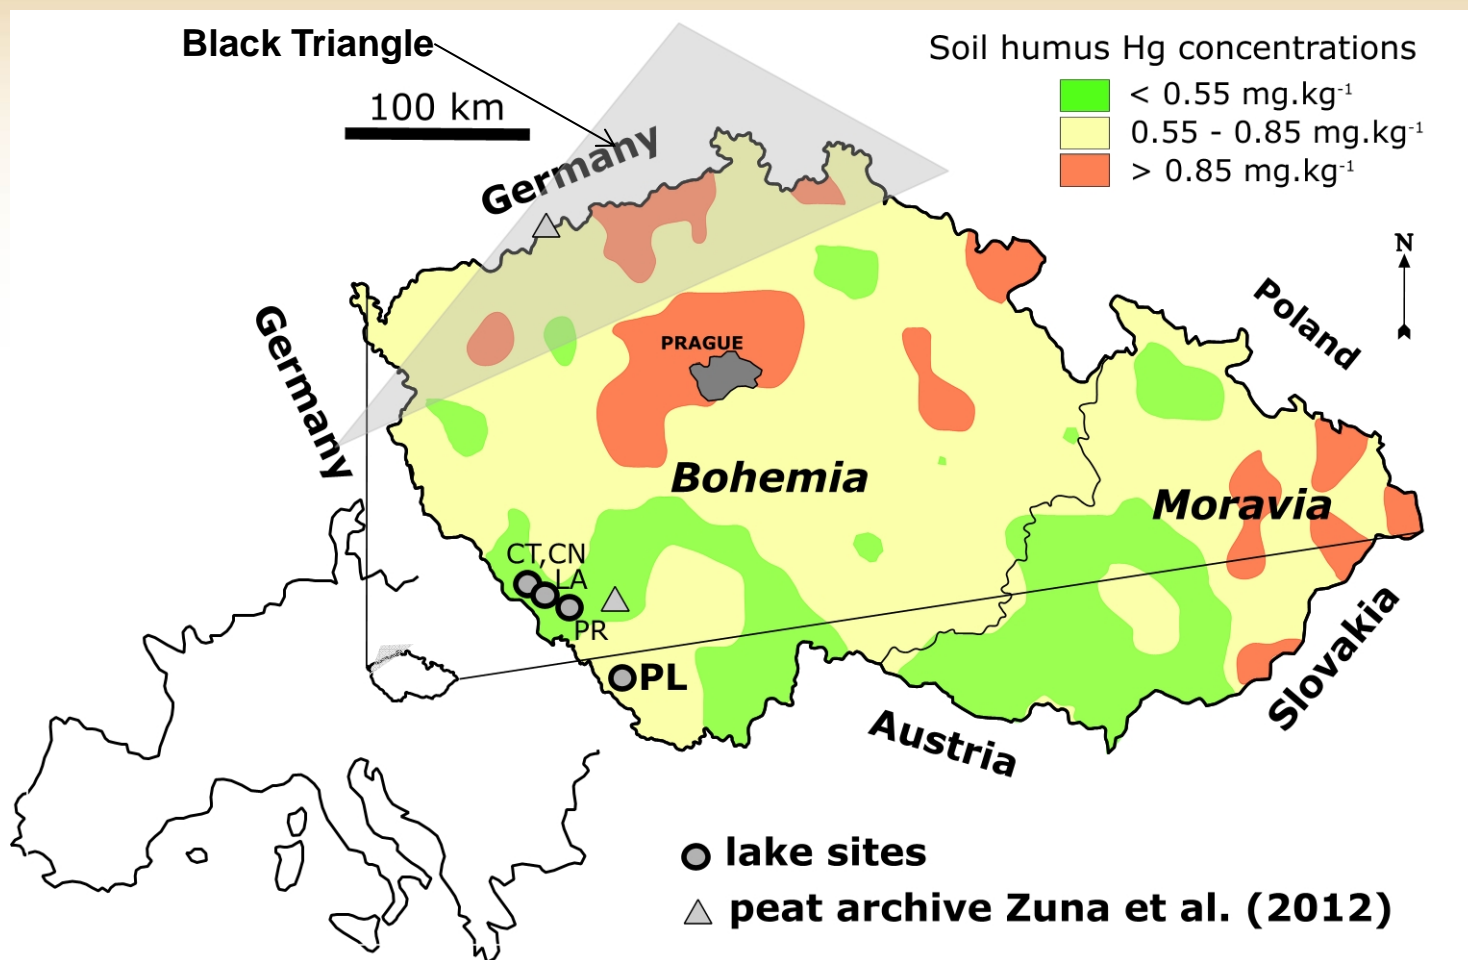 Black Triangle
Soil humus Hg concentrations
100 km
< 0.55 mg.kg-1
0.55 - 0.85 mg.kg-1
> 0.85 mg.kg-1
Germany
N
Poland
Germany
PRAGUE
Bohemia
Moravia
CT,CN
LA
PR
PL
Slovakia
Austria
lake sites
peat archive Zuna et al. (2012)